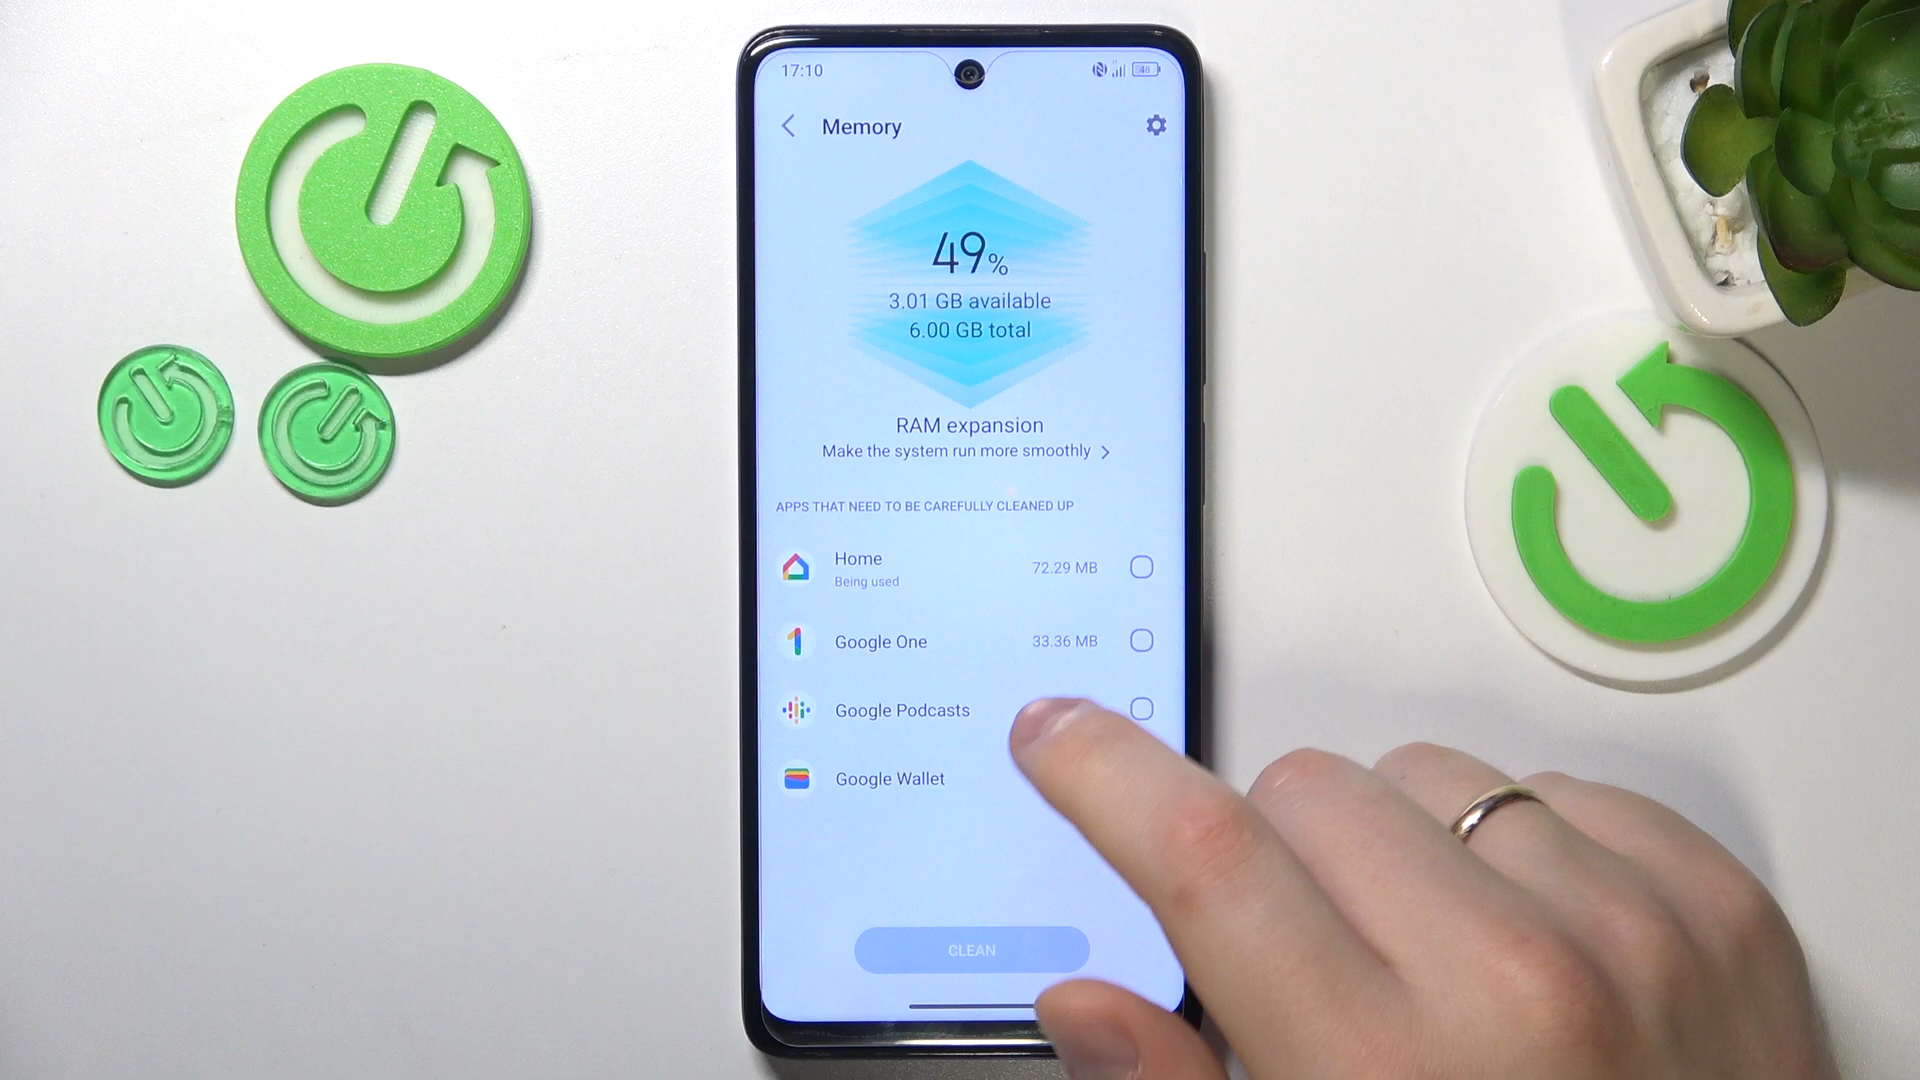 17:10
48
Memory
49%
3.01 GB available
6.00 GB total
RAM expansion
Make the system run more smoothly
APPS THAT NEED TO BE CAREFULLY CLEANED UP
Home
72.29 MB
Being used
Google One
33.36 MB
Google Podcasts
Google Wallet
CLEAN